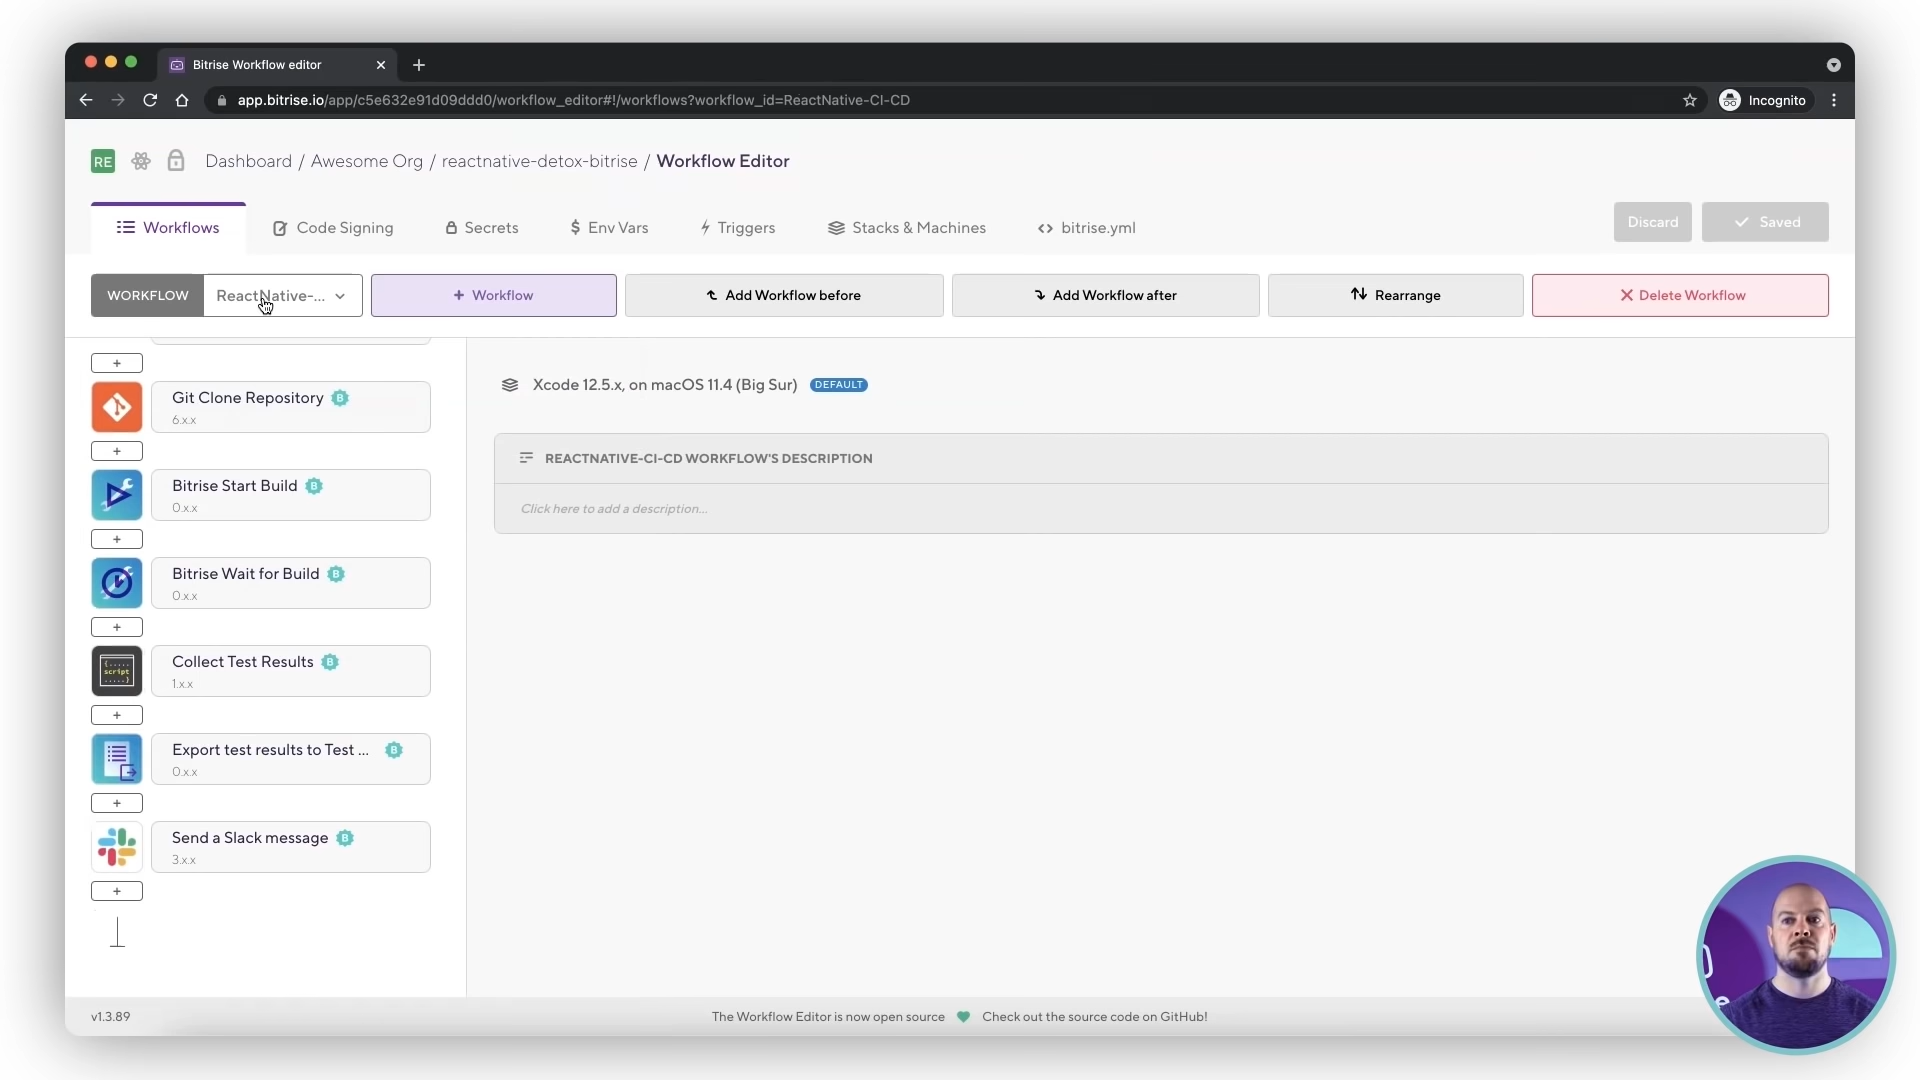 Bitrise Workflow editor
app.bitrise.io/app/c5e632e91d09ddd0/workflow_editor#!/workflows?workflow_id=ReactNative-CI-CD
Incognito
RE
Dashboard / Awesome Org / reactnative-detox-bitrise / Workflow Editor
Workflows
Code Signing
Secrets
$ Env Vars
Triggers
Stacks & Machines
<> bitrise.yml
Discard
Saved
WORKFLOW
ReactNative-...
+ Workflow
Add Workflow before
Add Workflow after
Rearrange
Delete Workflow
+
Git Clone Repository B
6.x.x
+
Bitrise Start Build B
0.x.x
+
Bitrise Wait for Build B
0.x.x
+
{.....
script
.....}
Collect Test Results B
1.x.x
+
Export test results to Test ... B
0.x.x
+
Send a Slack message B
3.x.x
+
Xcode 12.5.x, on macOS 11.4 (Big Sur) DEFAULT
REACTNATIVE-CI-CD WORKFLOW'S DESCRIPTION
Click here to add a description...
v1.3.89
The Workflow Editor is now open source
Check out the source code on GitHub!